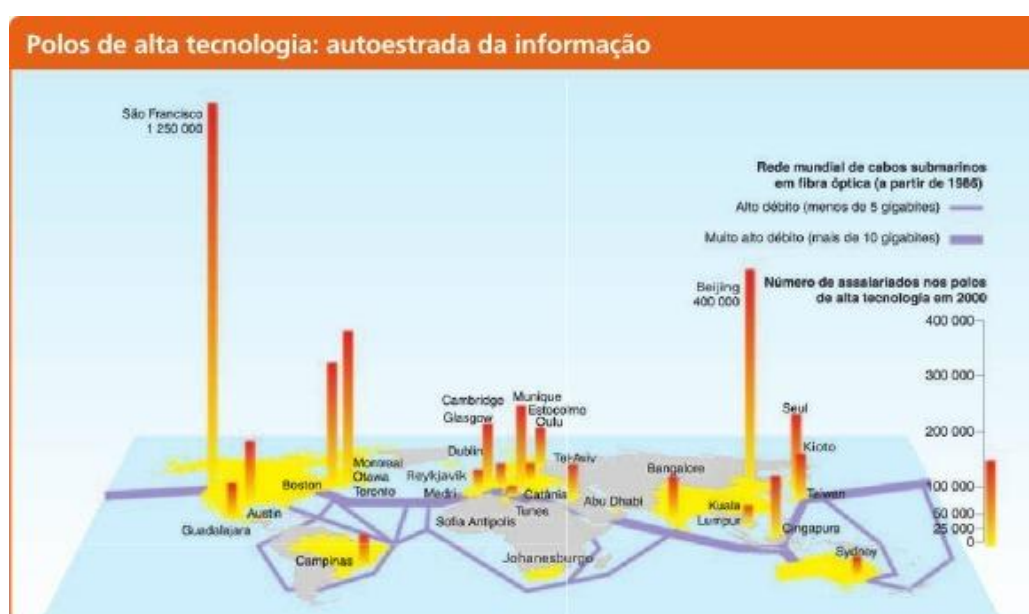 Polos de alta tecnologia: autoestrada da informação
São Francisco
1 250 000
Rede mundial de cabos submarinos
em fibra óptica (a partir de 1986)
Alto débito (menos de 5 gigabites)
Muito alto débito (mais de 10 gigabites)
Número de assalariados nos polos
de alta tecnologia em 2000
Beijing
400 000
400 000
300 000
200 000
100 000
50 000
25 000
0
Cambridge
Munique
Glasgow
Estocolmo
Oulu
Seul
Dublin
Kioto
Tel-Aviv
Montreal
Reykjavik
Bangalore
Otawa
Boston
Toronto
Medri
Catânia
Abu Dhabi
Taiwan
Kuala
Lumpur
Tunes
Austin
Sofia Antipolis
Guadalajara
Cingapura
Campinas
Johanesburgo
Sydney